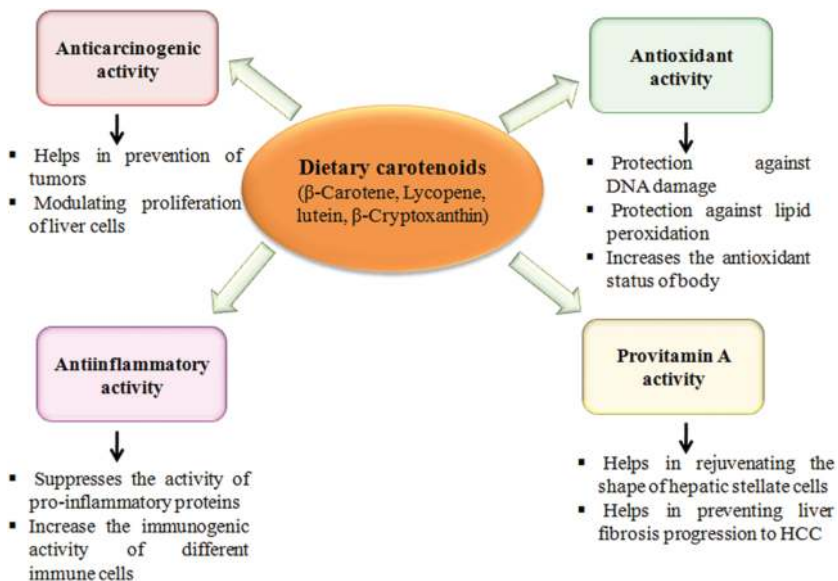 Anticarcinogenic
activity
▪ Helps in prevention of
tumors
▪ Modulating proliferation
of liver cells
Antioxidant
activity
▪ Protection against
DNA damage
▪ Protection against lipid
peroxidation
▪ Increases the antioxidant
status of body
Dietary carotenoids
(β-Carotene, Lycopene,
lutein, β-Cryptoxanthin)
Antiinflammatory
activity
▪ Suppresses the activity of
pro-inflammatory proteins
▪ Increase the immunogenic
activity of different
immune cells
Provitamin A
activity
▪ Helps in rejuvenating the
shape of hepatic stellate cells
▪ Helps in preventing liver
fibrosis progression to HCC